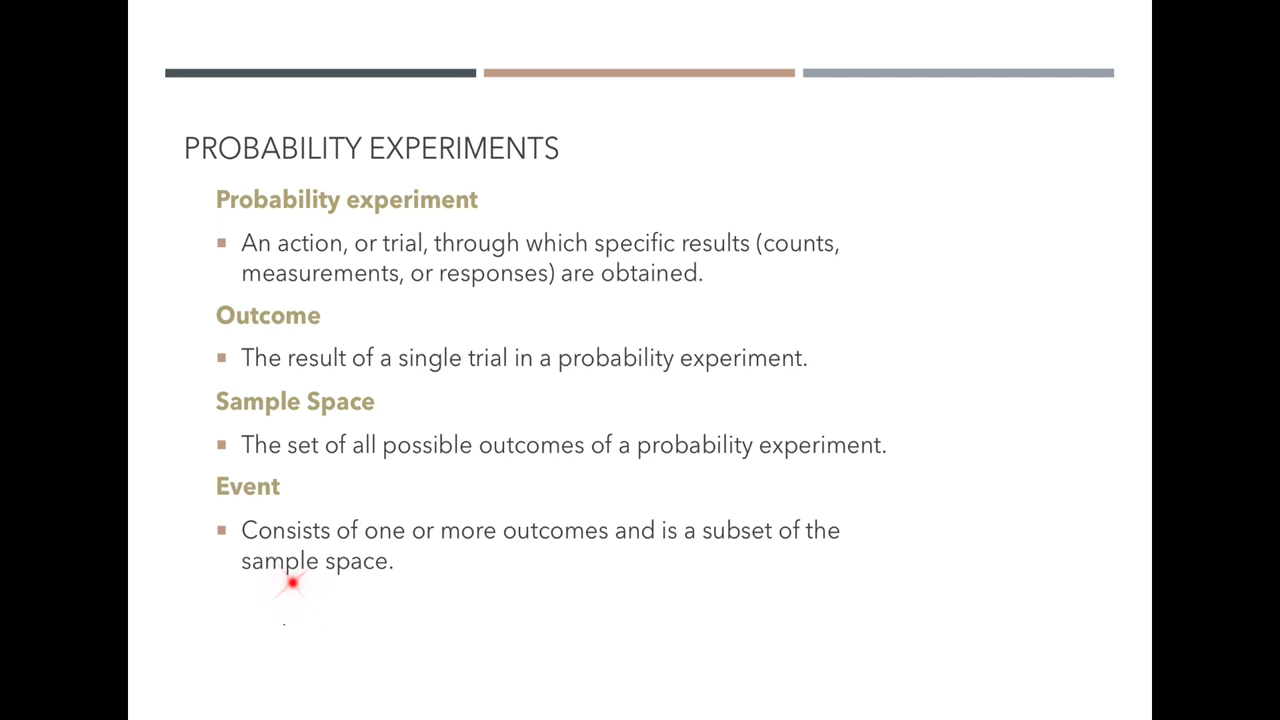 PROBABILITY EXPERIMENTS
Probability experiment
▪ An action, or trial, through which specific results (counts,
measurements, or responses) are obtained.
Outcome
▪ The result of a single trial in a probability experiment.
Sample Space
▪ The set of all possible outcomes of a probability experiment.
Event
▪ Consists of one or more outcomes and is a subset of the
sample space.